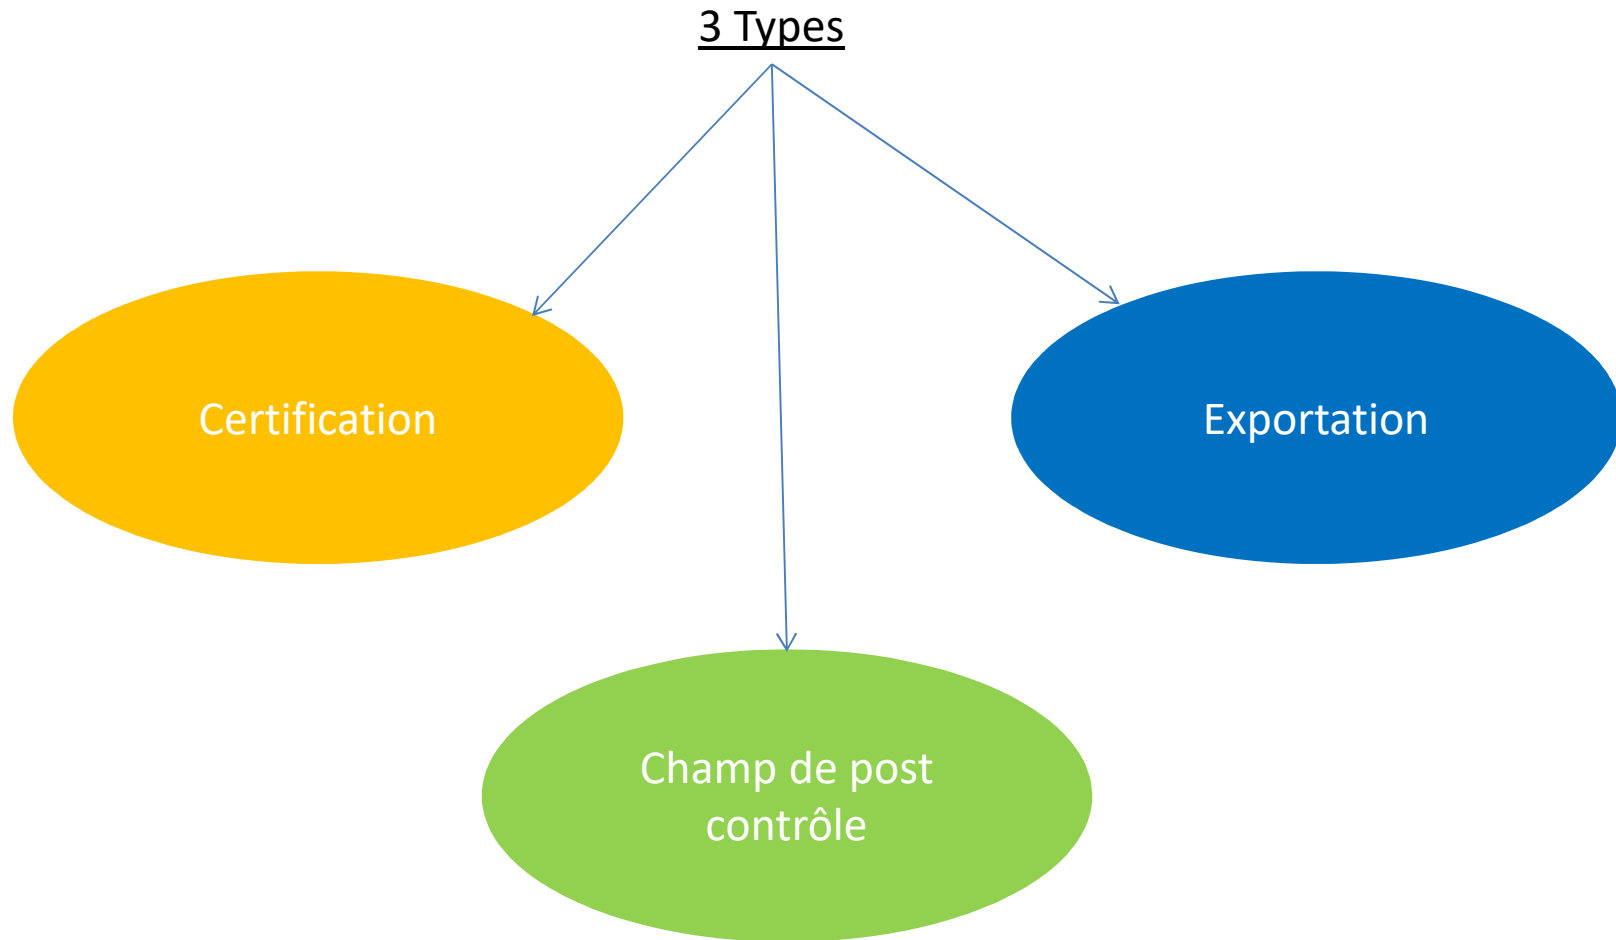 3 Types
Certification
Exportation
Champ de post
contrôle